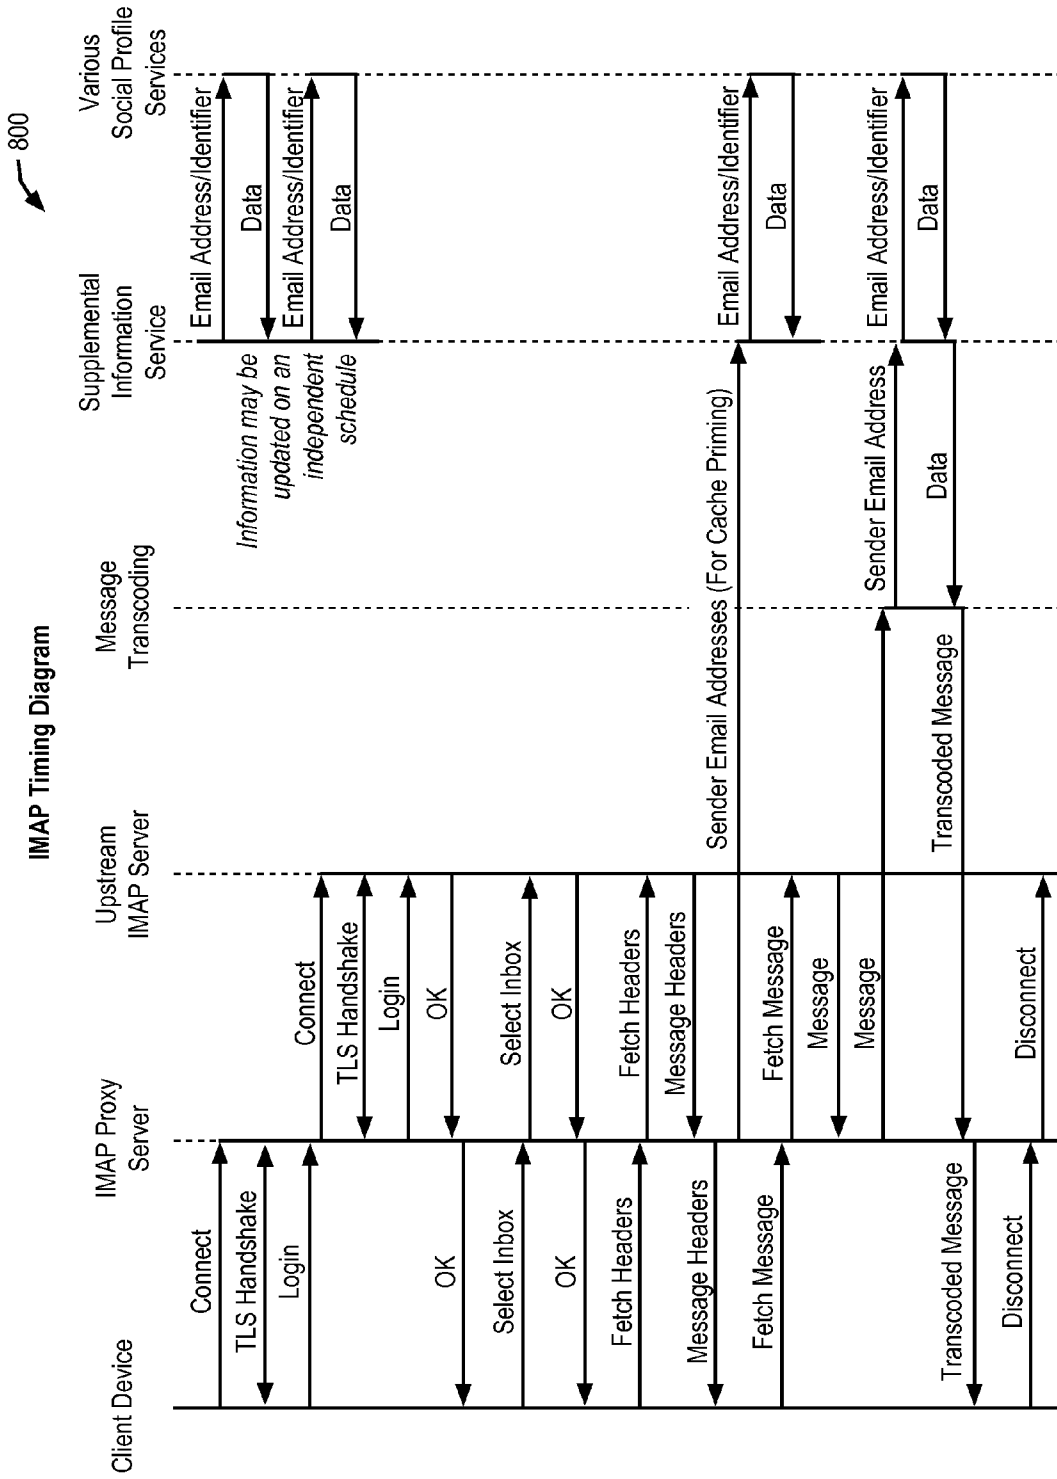 800
IMAP Timing Diagram
Client Device
IMAP Proxy
Server
Upstream
IMAP Server
Message
Transcoding
Supplemental
Information
Service
Various
Social Profile
Services
Connect
TLS Handshake
Login
OK
Select Inbox
OK
Fetch Headers
Message Headers
Fetch Message
Transcoded Message
Disconnect
Connect
TLS Handshake
Login
OK
Select Inbox
OK
Fetch Headers
Message Headers
Fetch Message
Message
Message
Disconnect
Sender Email Addresses (For Cache Priming)
Transcoded Message
Information may be
updated on an
independent
schedule
Sender Email Address
Data
Email Address/Identifier
Data
Email Address/Identifier
Data
Email Address/Identifier
Data
Email Address/Identifier
Data